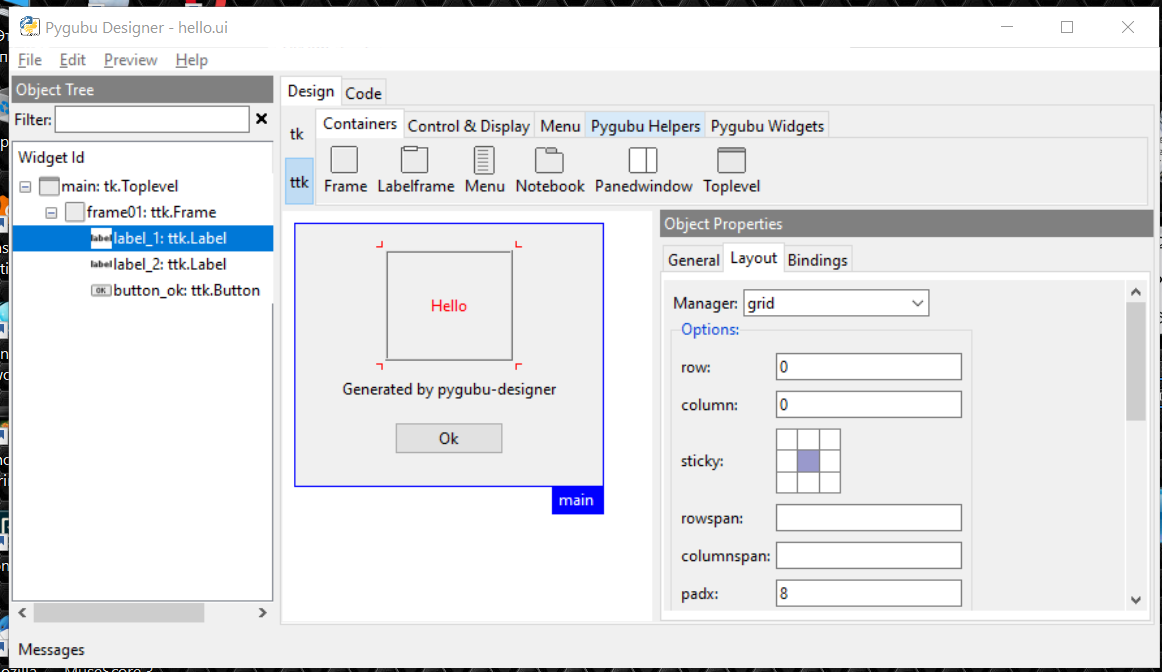 Pygubu Designer - hello.ui
File Edit Preview Help
Object Tree
Filter:
Widget Id
main: tk.Toplevel
frame01: ttk.Frame
label label_1: ttk.Label
label label_2: ttk.Label
OK button_ok: ttk.Button
Design Code
tk
ttk
Containers Control & Display Menu Pygubu Helpers Pygubu Widgets
Frame Labelframe Menu Notebook Panedwindow Toplevel
Hello
Generated by pygubu-designer
Ok
main
Object Properties
General Layout Bindings
Manager: grid
Options:
row: 0
column: 0
sticky:
rowspan:
columnspan:
padx: 8
Messages